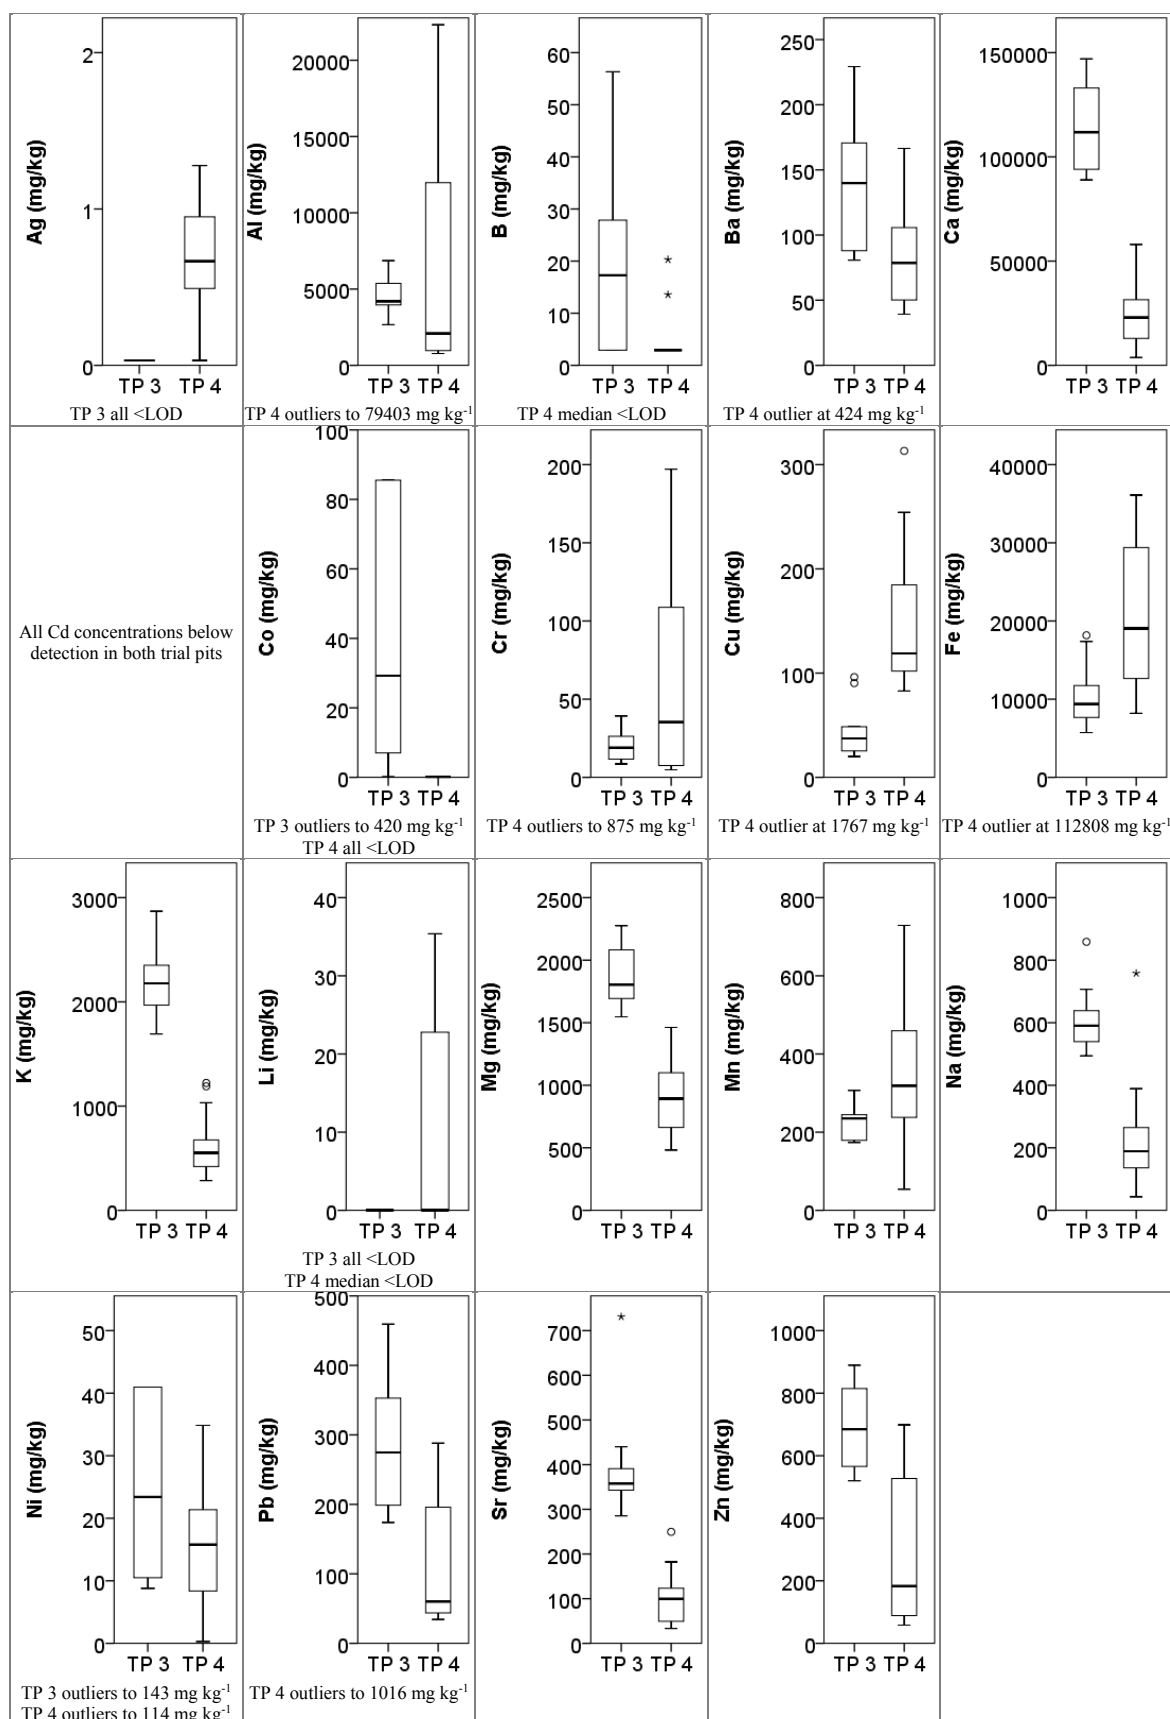 Ag (mg/kg)
2
1
0
TP 3 TP 4
TP 3 all <LOD
Al (mg/kg)
20000
15000
10000
5000
0
TP 3 TP 4
TP 4 outliers to 79403 mg kg-1
B (mg/kg)
60
50
40
30
20
10
0
TP 3 TP 4
TP 4 median <LOD
Ba (mg/kg)
250
200
150
100
50
0
TP 3 TP 4
TP 4 outlier at 424 mg kg-1
Ca (mg/kg)
150000
100000
50000
0
TP 3 TP 4
All Cd concentrations below
detection in both trial pits
Co (mg/kg)
100
80
60
40
20
0
TP 3 TP 4
TP 3 outliers to 420 mg kg-1
TP 4 all <LOD
Cr (mg/kg)
200
150
100
50
0
TP 3 TP 4
TP 4 outliers to 875 mg kg-1
Cu (mg/kg)
300
200
100
0
TP 3 TP 4
TP 4 outlier at 1767 mg kg-1
Fe (mg/kg)
40000
30000
20000
10000
0
TP 3 TP 4
TP 4 outlier at 112808 mg kg-1
K (mg/kg)
3000
2000
1000
0
TP 3 TP 4
Li (mg/kg)
40
30
20
10
0
TP 3 TP 4
TP 3 all <LOD
TP 4 median <LOD
Mg (mg/kg)
2500
2000
1500
1000
500
0
TP 3 TP 4
Mn (mg/kg)
800
600
400
200
0
TP 3 TP 4
Na (mg/kg)
1000
800
600
400
200
0
TP 3 TP 4
Ni (mg/kg)
50
40
30
20
10
0
TP 3 TP 4
TP 3 outliers to 143 mg kg-1
TP 4 outliers to 114 mg kg-1
Pb (mg/kg)
500
400
300
200
100
0
TP 3 TP 4
TP 4 outliers to 1016 mg kg-1
Sr (mg/kg)
700
600
500
400
300
200
100
0
TP 3 TP 4
Zn (mg/kg)
1000
800
600
400
200
0
TP 3 TP 4